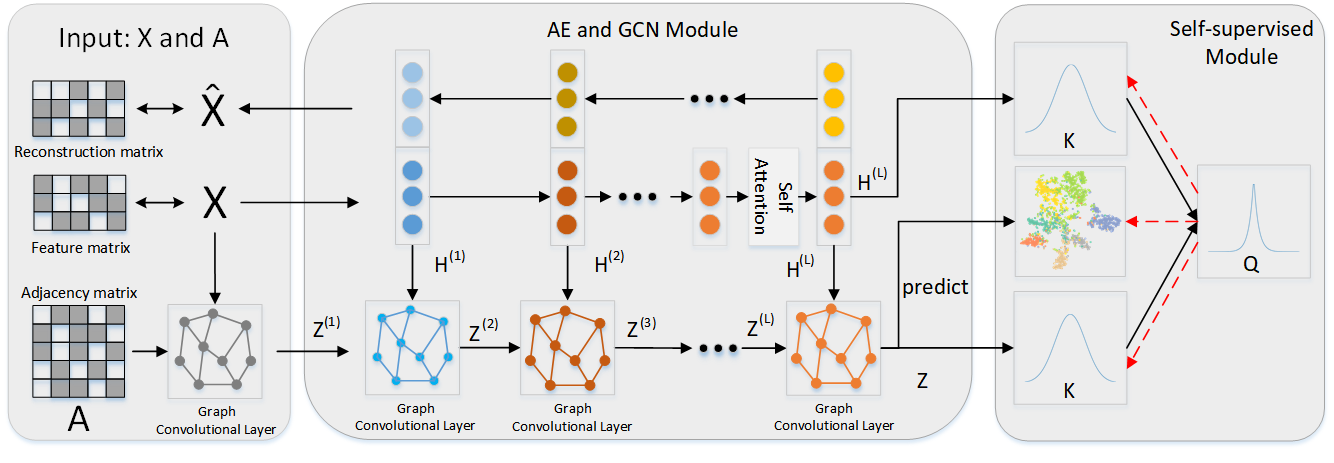 Input: X and A
X̂
Reconstruction matrix
X
Feature matrix
Adjacency matrix
A
Graph
Convolutional Layer
Z(1)
AE and GCN Module
Self
Attention
H(L)
H(1)
H(2)
H(L)
Z(2)
Z(3)
Z(L)
Graph
Convolutional Layer
Graph
Convolutional Layer
Graph
Convolutional Layer
predict
Z
Self-supervised
Module
K
Q
K